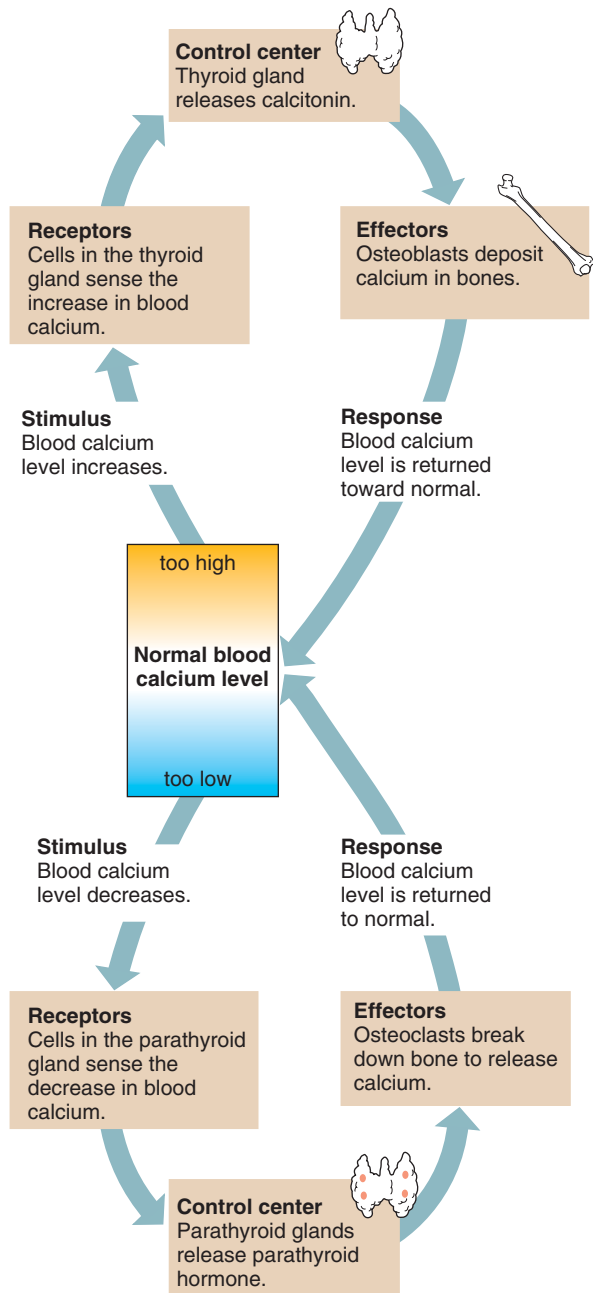 Control center
Thyroid gland
releases calcitonin.
Receptors
Cells in the thyroid
gland sense the
increase in blood
calcium.
Effectors
Osteoblasts deposit
calcium in bones.
Stimulus
Blood calcium
level increases.
Response
Blood calcium
level is returned
toward normal.
too high
Normal blood
calcium level
too low
Stimulus
Blood calcium
level decreases.
Response
Blood calcium
level is returned
to normal.
Receptors
Cells in the parathyroid
gland sense the
decrease in blood
calcium.
Effectors
Osteoclasts break
down bone to release
calcium.
Control center
Parathyroid glands
release parathyroid
hormone.